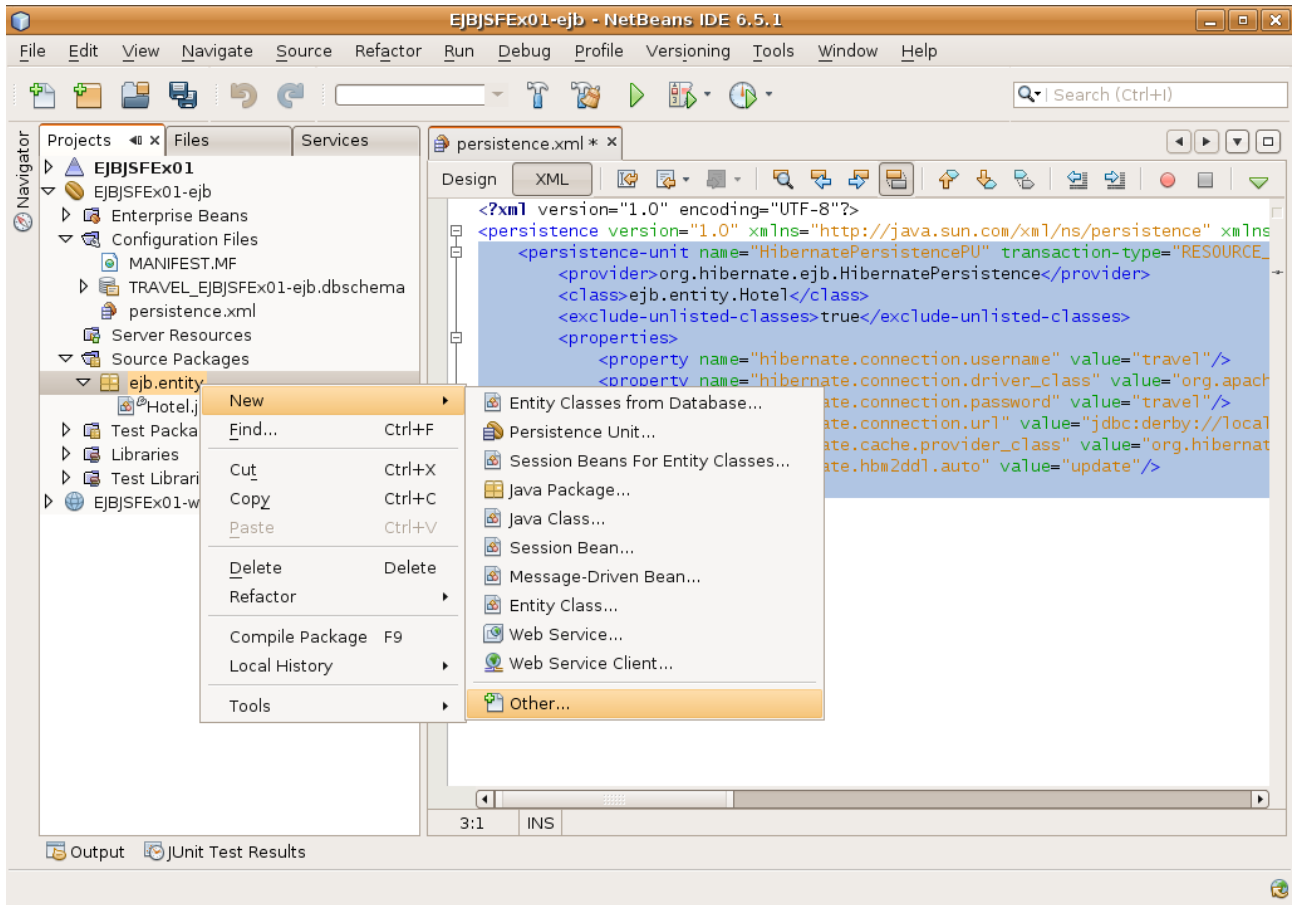 EJBJSFEx01-ejb - NetBeans IDE 6.5.1
File Edit View Navigate Source Refactor Run Debug Profile Versioning Tools Window Help
Search (Ctrl+I)
Navigator
Projects Files Services
EJBJSFEx01
EJBJSFEx01-ejb
Enterprise Beans
Configuration Files
MANIFEST.MF
TRAVEL_EJBJSFEx01-ejb.dbschema
persistence.xml
Server Resources
Source Packages
ejb.entity
Hotel.j
Test Packa
Libraries
Test Librari
EJBJSFEx01-w
New
Find... Ctrl+F
Cut Ctrl+X
Copy Ctrl+C
Paste Ctrl+V
Delete Delete
Refactor
Compile Package F9
Local History
Tools
Entity Classes from Database...
Persistence Unit...
Session Beans For Entity Classes...
Java Package...
Java Class...
Session Bean...
Message-Driven Bean...
Entity Class...
Web Service...
Web Service Client...
Other...
persistence.xml *
Design XML
<?xml version="1.0" encoding="UTF-8"?>
<persistence version="1.0" xmlns="http://java.sun.com/xml/ns/persistence" xmlns
<persistence-unit name="HibernatePersistencePU" transaction-type="RESOURCE_
<provider>org.hibernate.ejb.HibernatePersistence</provider>
<class>ejb.entity.Hotel</class>
<exclude-unlisted-classes>true</exclude-unlisted-classes>
<properties>
<property name="hibernate.connection.username" value="travel"/>
<property name="hibernate.connection.driver_class" value="org.apach
ate.connection.password" value="travel"/>
ate.connection.url" value="jdbc:derby://local
ate.cache.provider_class" value="org.hibernat
ate.hbm2ddl.auto" value="update"/>
3:1 INS
Output JUnit Test Results